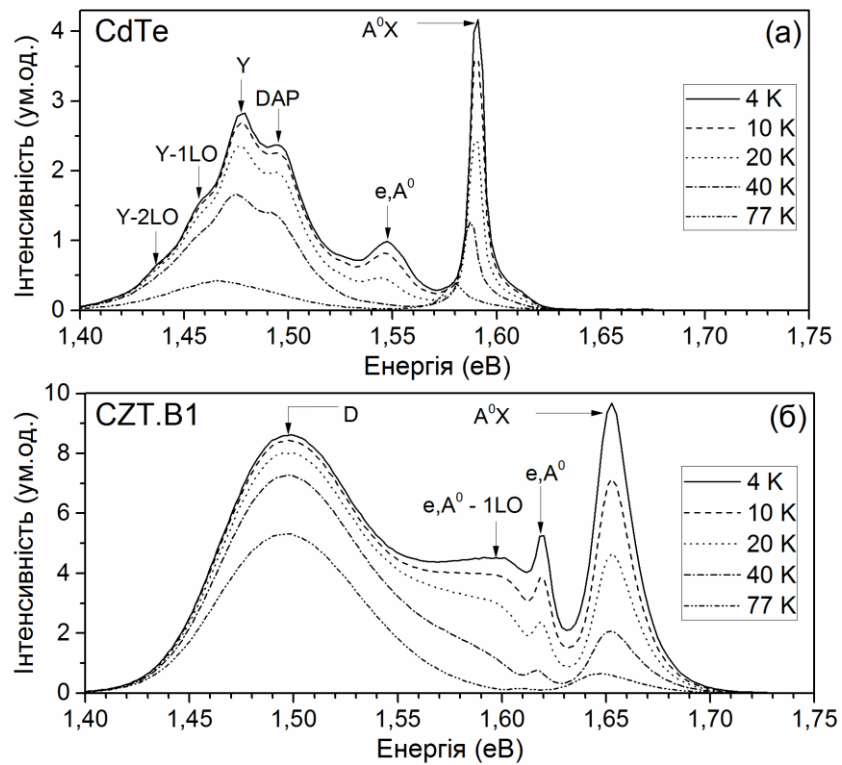 CdTe
(а)
A⁰X
Y
DAP
Y-1LO
Y-2LO
e,A⁰
4 K
10 K
20 K
40 K
77 K
Інтенсивність (ум.од.)
4
3
2
1
0
1,40 1,45 1,50 1,55 1,60 1,65 1,70 1,75
Енергія (еВ)
CZT.B1
(б)
D
A⁰X
e,A⁰
e,A⁰ - 1LO
4 K
10 K
20 K
40 K
77 K
Інтенсивність (ум.од.)
10
8
6
4
2
0
1,40 1,45 1,50 1,55 1,60 1,65 1,70 1,75
Енергія (еВ)